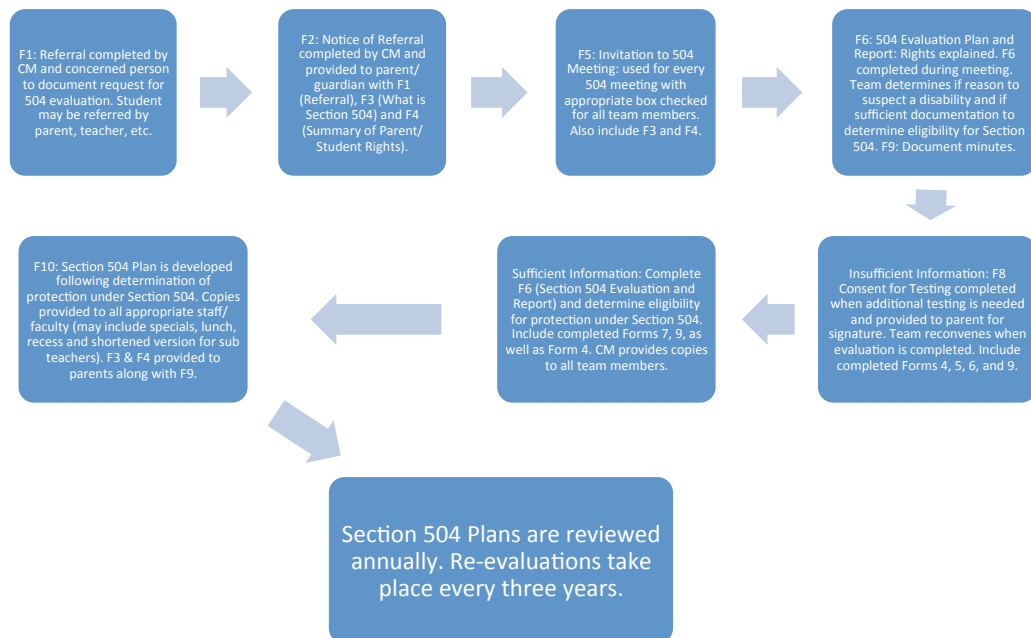 F1: Referral completed by
CM and concerned person
to document request for
504 evaluation. Student
may be referred by
parent, teacher, etc.
F2: Notice of Referral
completed by CM and
provided to parent/
guardian with F1
(Referral), F3 (What is
Section 504) and F4
(Summary of Parent/
Student Rights).
F5: Invitation to 504
Meeting: used for every
504 meeting with
appropriate box checked
for all team members.
Also include F3 and F4.
F6: 504 Evaluation Plan and
Report: Rights explained. F6
completed during meeting.
Team determines if reason to
suspect a disability and if
sufficient documentation to
determine eligibility for Section
504. F9: Document minutes.
Insufficient Information: F8
Consent for Testing completed
when additional testing is needed
and provided to parent for
signature. Team reconvenes when
evaluation is completed. Include
completed Forms 4, 5, 6, and 9.
Sufficient Information: Complete
F6 (Section 504 Evaluation and
Report) and determine eligibility
for protection under Section 504.
Include completed Forms 7, 9, as
well as Form 4. CM provides copies
to all team members.
F10: Section 504 Plan is developed
following determination of
protection under Section 504. Copies
provided to all appropriate staff/
faculty (may include specials, lunch,
recess and shortened version for sub
teachers). F3 & F4 provided to
parents along with F9.
Section 504 Plans are reviewed
annually. Re-evaluations take
place every three years.